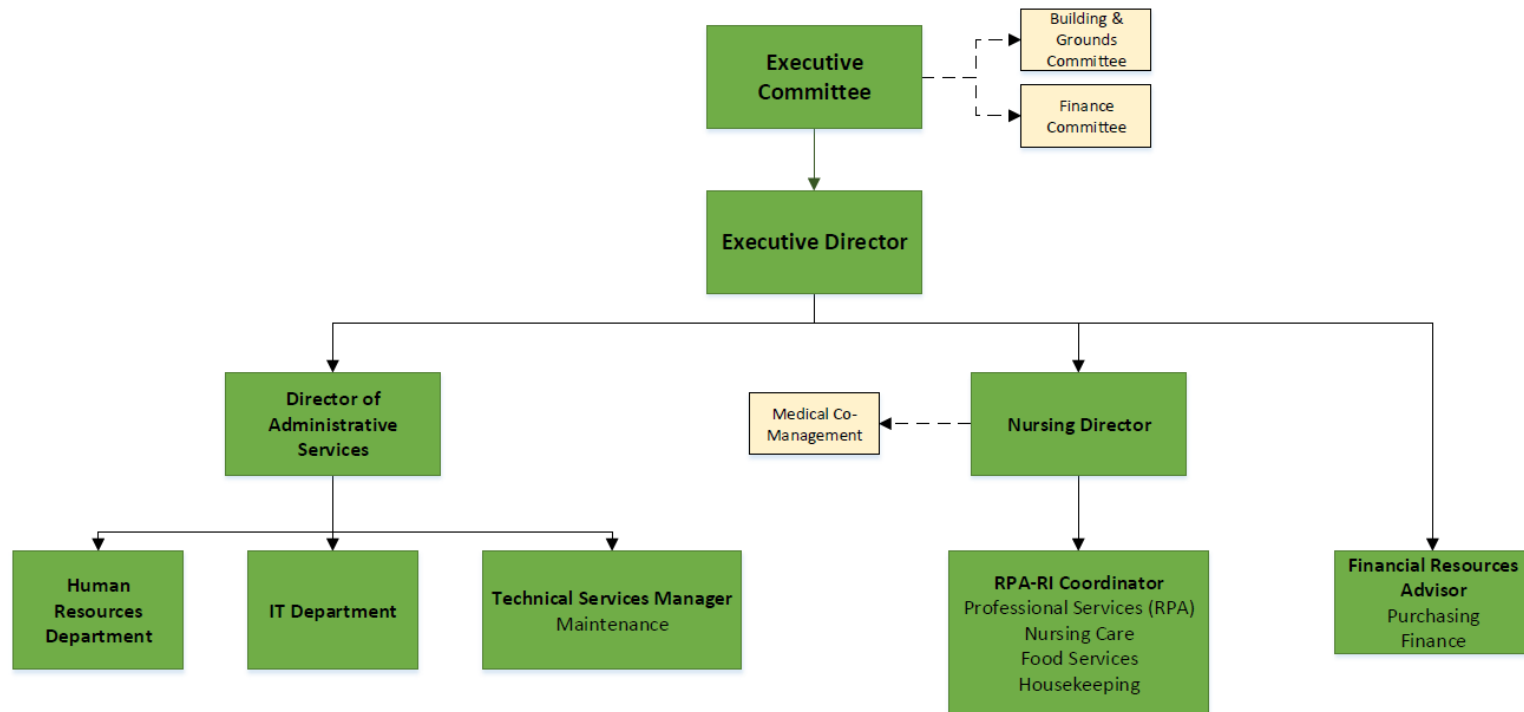 Building &
Grounds
Committee
Executive
Committee
Finance
Committee
Executive Director
Director of
Administrative
Services
Medical Co-
Management
Nursing Director
Human
Resources
Department
IT Department
Technical Services Manager
Maintenance
RPA-RI Coordinator
Professional Services (RPA)
Nursing Care
Food Services
Housekeeping
Financial Resources
Advisor
Purchasing
Finance